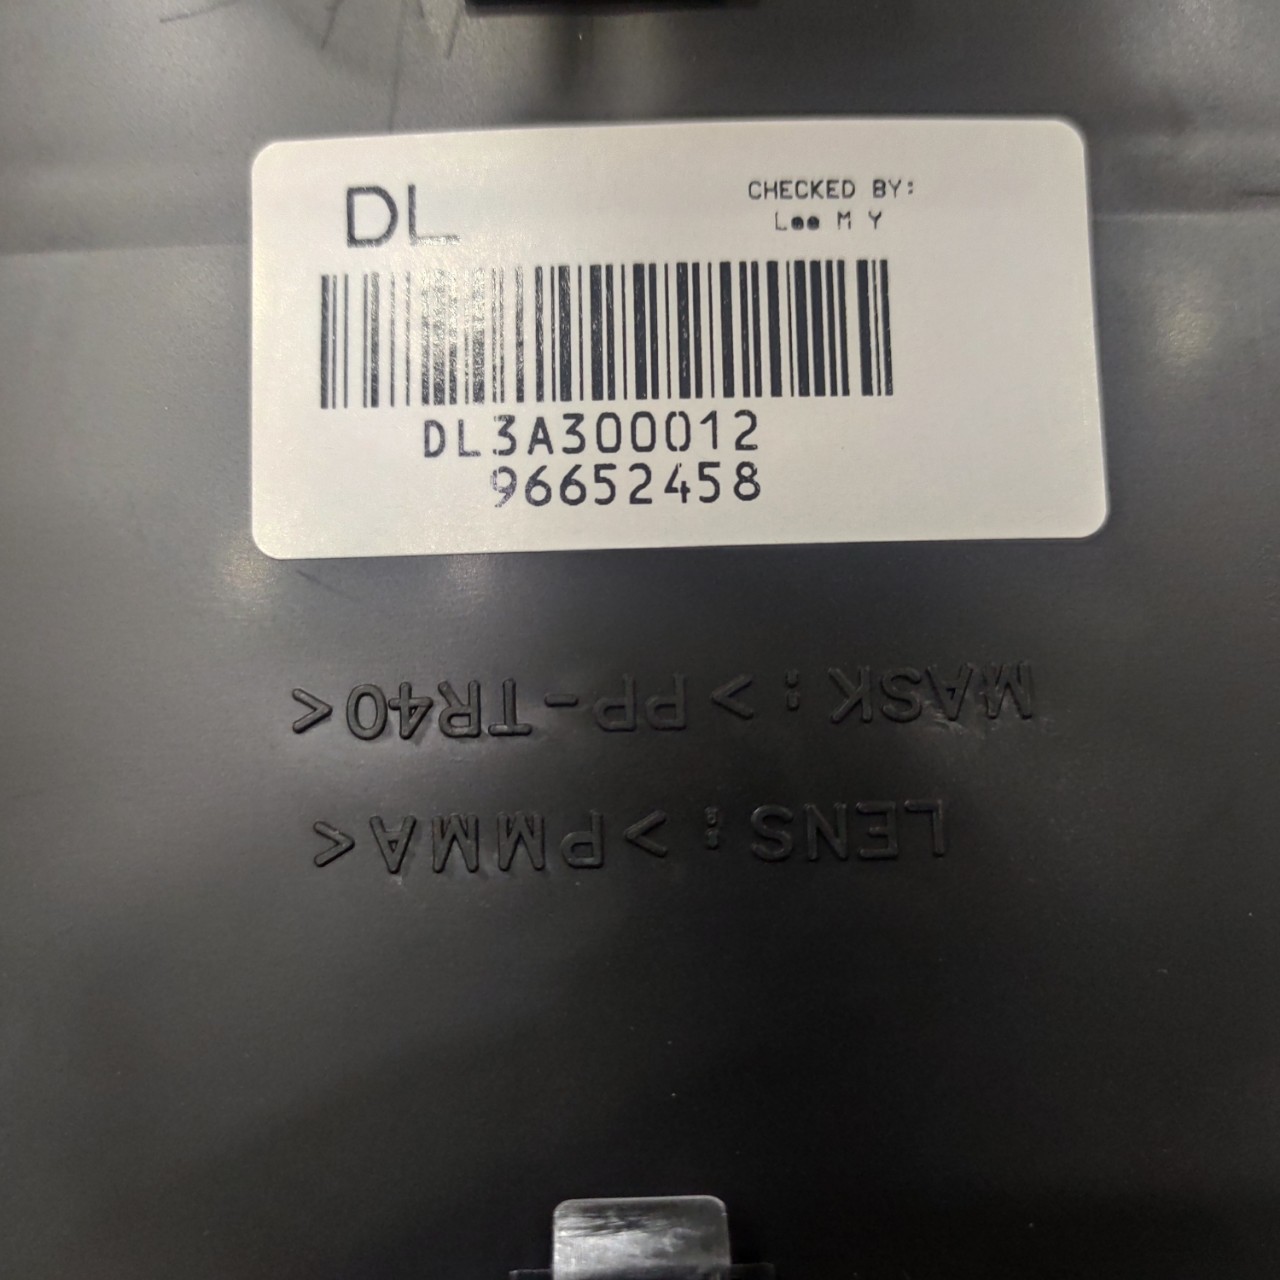 DL
CHECKED BY:
Lee M Y
DL3A300012
96652458
LENS:>PMMA<
MASK:>PP-TR40<